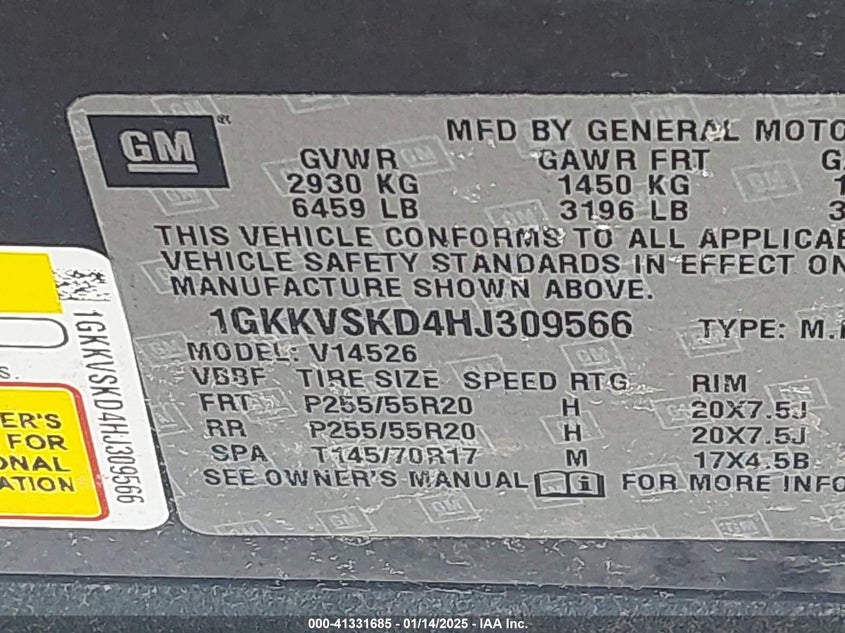 GM
®
MFD BY GENERAL MOTO
GVWR GAWR FRT GA
2930 KG 1450 KG 1
6459 LB 3196 LB 3
THIS VEHICLE CONFORMS TO ALL APPLICAB
VEHICLE SAFETY STANDARDS IN EFFECT ON
MANUFACTURE SHOWN ABOVE.
1GKKVSKD4HJ309566 TYPE: M.
MODEL: V14526
TIRE SIZE SPEED RTG RIM
FRT P255/55R20 H 20X7.5J
RR P255/55R20 H 20X7.5J
SPA T145/70R17 M 17X4.5B
SEE OWNER'S MANUAL i FOR MORE INFO
1GKKVSKD4HJ309566
S.
ER'S
FOR
ONAL
ATION
000-41331685 - 01/14/2025 - IAA Inc.